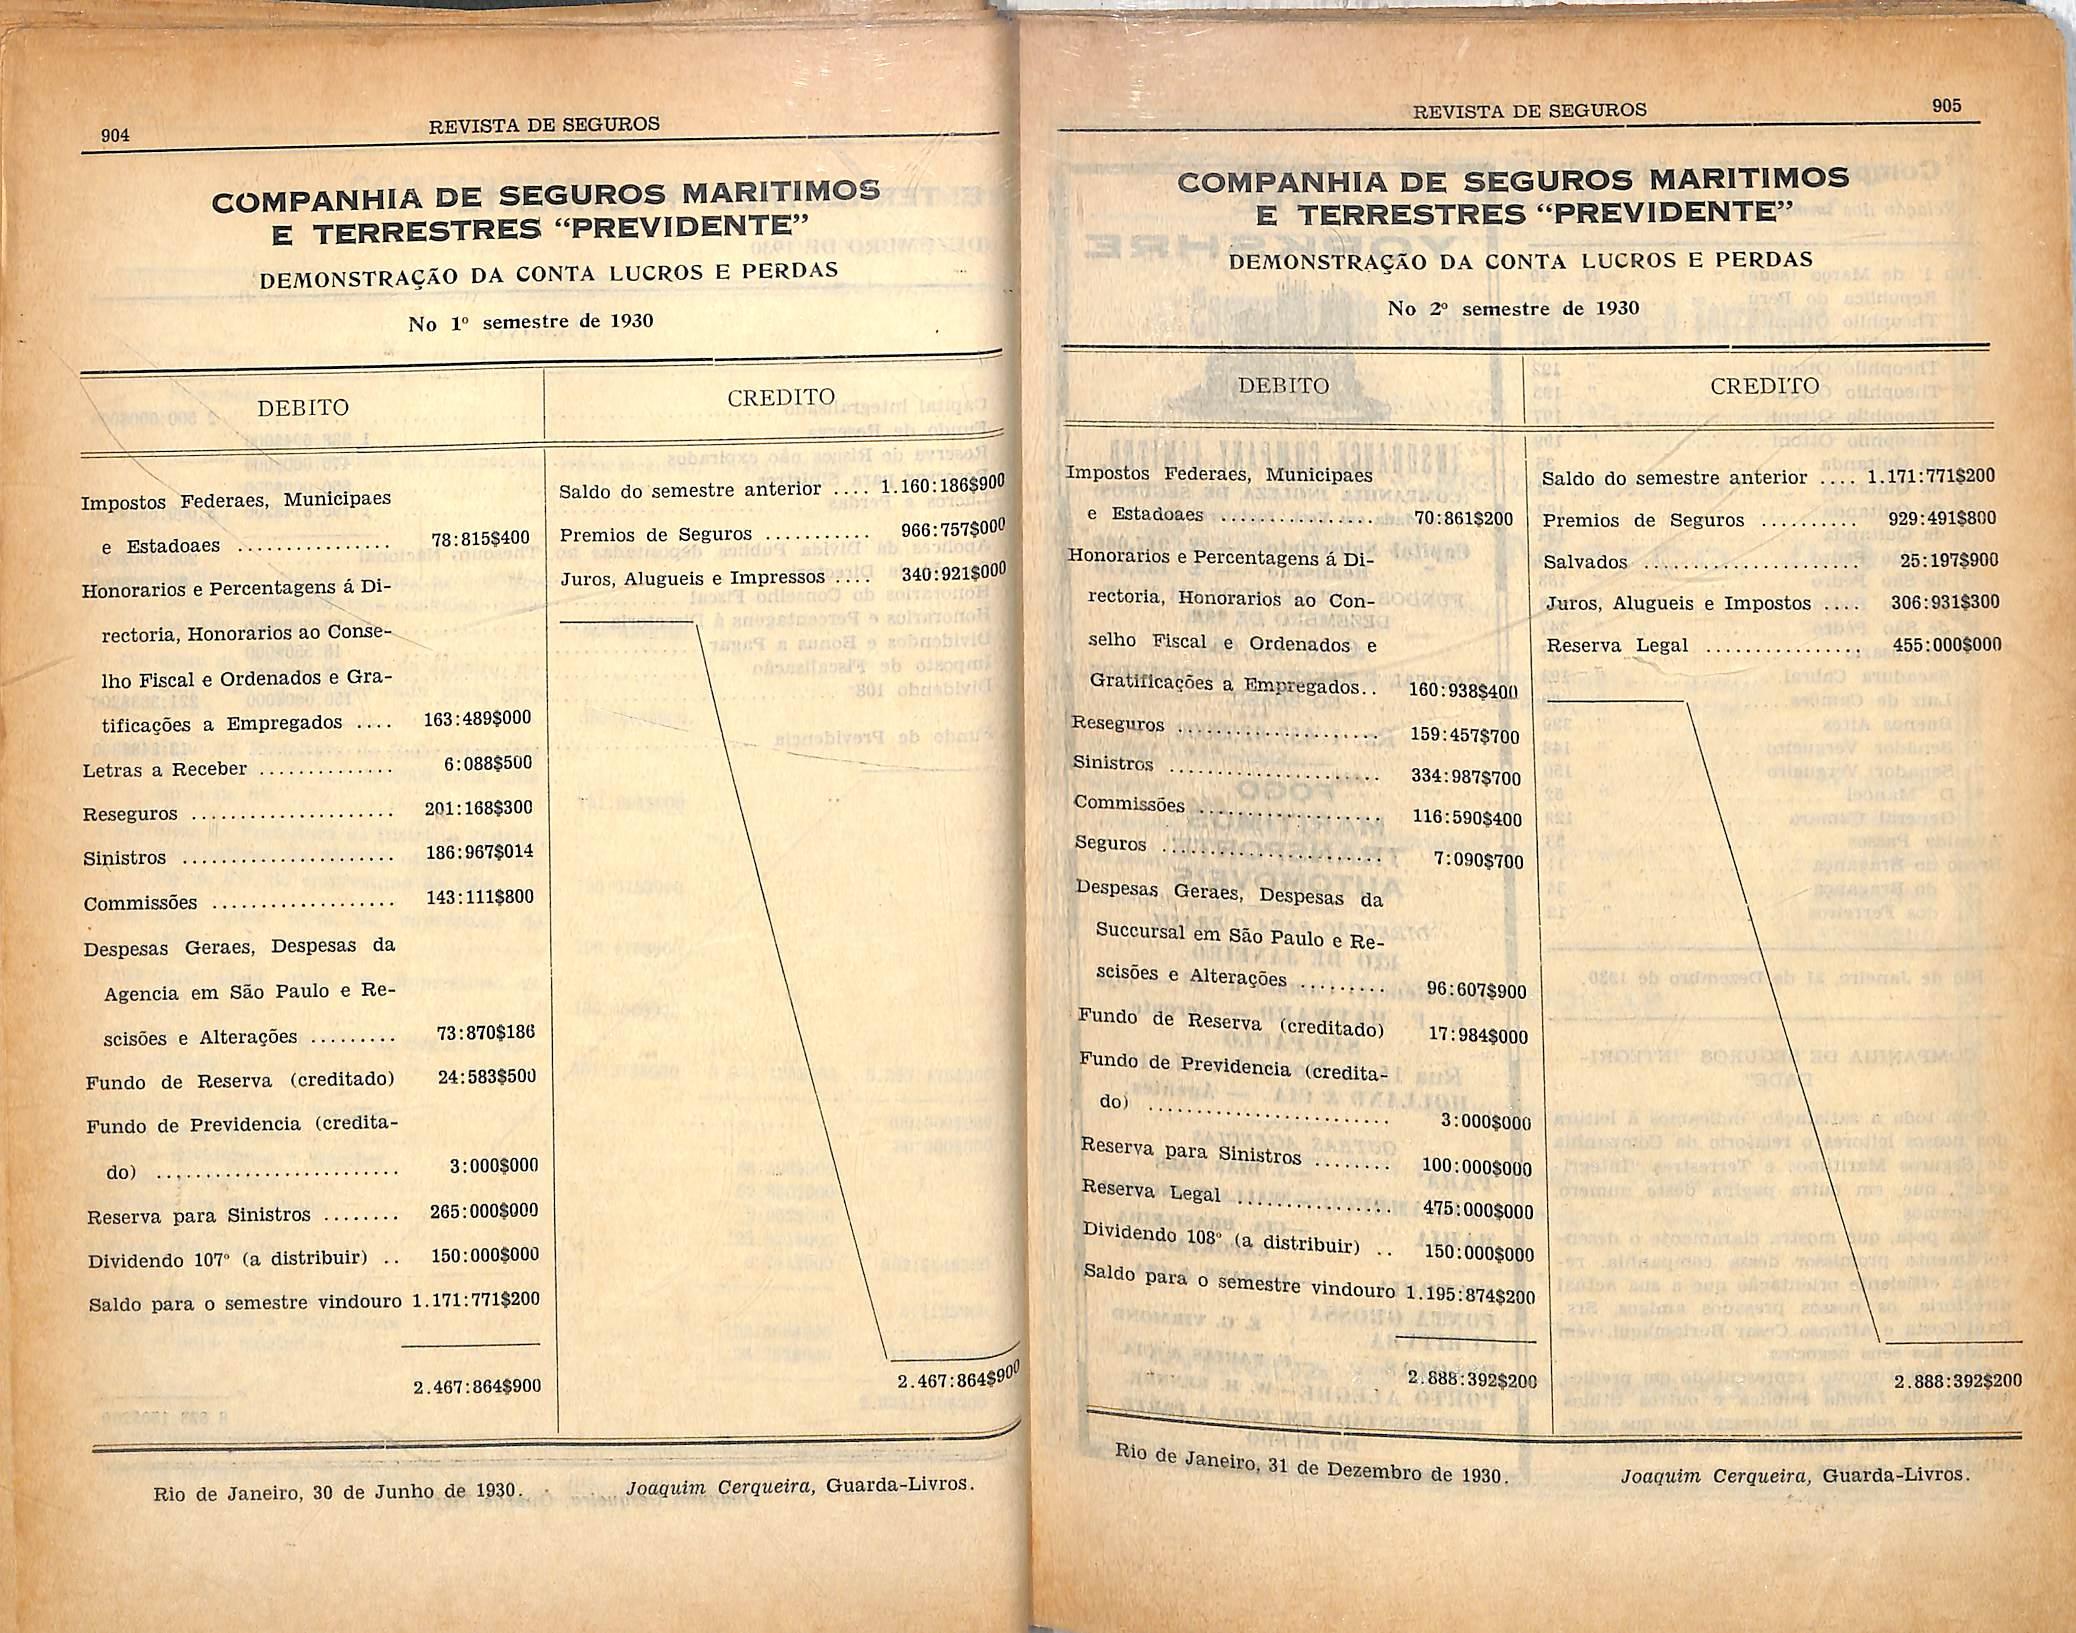 904
REVISTA DE SEGUROS
COMPANHIA DE SEGUROS MARITIMOS
E TERRESTRES “PREVIDENTE”
DEMONSTRAÇÃO DA CONTA LUCROS E PERDAS
No 1º semestre de 1930
DEBITO
Impostos Federaes, Municipaes
e Estadoaes ................ 78:815$400
Honorarios e Percentagens á Di-
rectoria, Honorarios ao Conse-
lho Fiscal e Ordenados e Gra-
tificações a Empregados .... 163:489$000
Letras a Receber .............. 6:088$500
Reseguros ..................... 201:168$300
Sinistros ...................... 186:967$014
Commissões ................... 143:111$800
Despesas Geraes, Despesas da
Agencia em São Paulo e Re-
scisões e Alterações ......... 73:870$186
Fundo de Reserva (creditado) 24:583$500
Fundo de Previdencia (credita-
do) ......................... 3:000$000
Reserva para Sinistros ........ 265:000$000
Dividendo 107º (a distribuir) .. 150:000$000
Saldo para o semestre vindouro 1.171:771$200
2.467:864$900
CREDITO
Saldo do semestre anterior .... 1.160:186$900
Premios de Seguros ........... 966:757$000
Juros, Alugueis e Impressos .... 340:921$000
2.467:864$900
Rio de Janeiro, 30 de Junho de 1930.
Joaquim Cerqueira, Guarda-Livros.
REVISTA DE SEGUROS
905
COMPANHIA DE SEGUROS MARITIMOS
E TERRESTRES “PREVIDENTE”
DEMONSTRAÇÃO DA CONTA LUCROS E PERDAS
No 2º semestre de 1930
DEBITO
Impostos Federaes, Municipaes
e Estadoaes ................ 70:861$200
Honorarios e Percentagens á Di-
rectoria, Honorarios ao Con-
selho Fiscal e Ordenados e
Gratificações a Empregados.. 160:938$400
Reseguros ..................... 159:457$700
Sinistros ...................... 334:987$700
Commissões ................... 116:590$400
Seguros ....................... 7:090$700
Despesas Geraes, Despesas da
Succursal em São Paulo e Re-
scisões e Alterações ......... 96:607$900
Fundo de Reserva (creditado) 17:984$000
Fundo de Previdencia (credita-
do) ......................... 3:000$000
Reserva para Sinistros ........ 100:000$000
Reserva Legal ................ 475:000$000
Dividendo 108º (a distribuir) .. 150:000$000
Saldo para o semestre vindouro 1.195:874$200
2.888:392$200
CREDITO
Saldo do semestre anterior .... 1.171:771$200
Premios de Seguros .......... 929:491$800
Salvados ...................... 25:197$900
Juros, Alugueis e Impostos .... 306:931$300
Reserva Legal ................ 455:000$000
2.888:392$200
Rio de Janeiro, 31 de Dezembro de 1930.
Joaquim Cerqueira, Guarda-Livros.